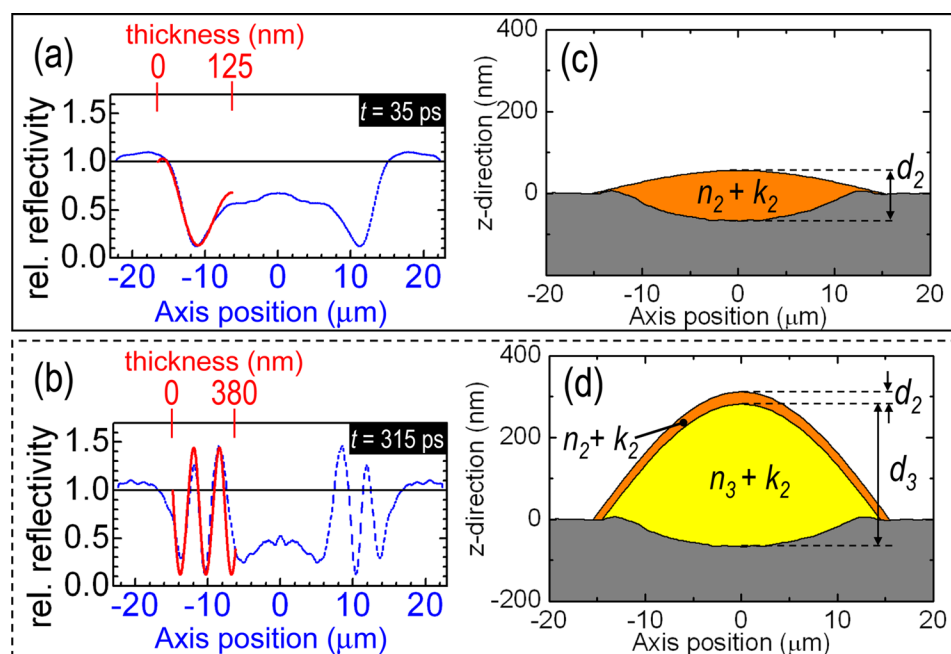 (a)
thickness (nm)
0 125
t = 35 ps
rel. reflectivity
1.5
1.0
0.5
0.0
-20 -10 0 10 20
Axis position (µm)
(c)
z-direction (nm)
400
200
0
n2 + k2
d2
-20 -10 0 10 20
Axis position (µm)
(b)
thickness (nm)
0 380
t = 315 ps
rel. reflectivity
1.5
1.0
0.5
0.0
-20 -10 0 10 20
Axis position (µm)
(d)
z-direction (nm)
400
200
0
-200
n2 + k2
n3 + k2
d2
d3
-20 -10 0 10 20
Axis position (µm)